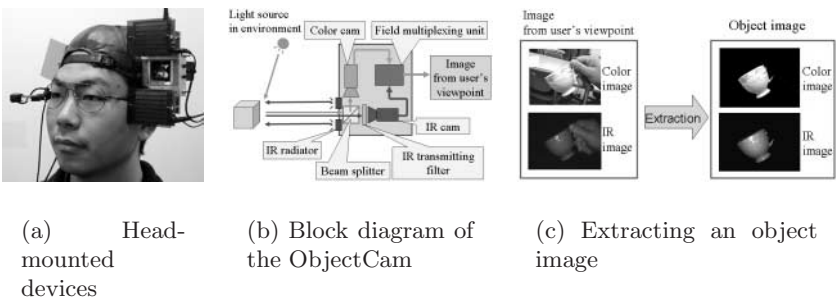 Light source
in environment
Color cam
Field multiplexing unit
Image
from user's
viewpoint
IR cam
IR radiator
Beam splitter
IR transmitting
filter
Image
from user's viewpoint
Color
image
IR
image
Extraction
Object image
Color
image
IR
image
(a) Head-
mounted
devices
(b) Block diagram of
the ObjectCam
(c) Extracting an object
image